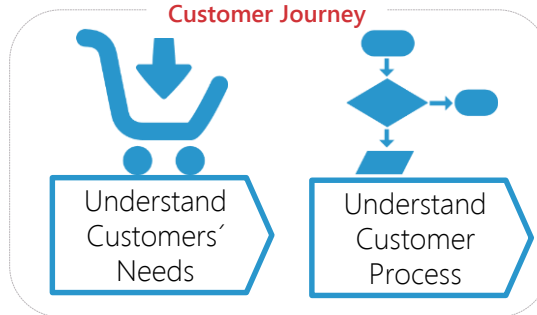 Customer Journey
Understand
Customers´
Needs
Understand
Customer
Process